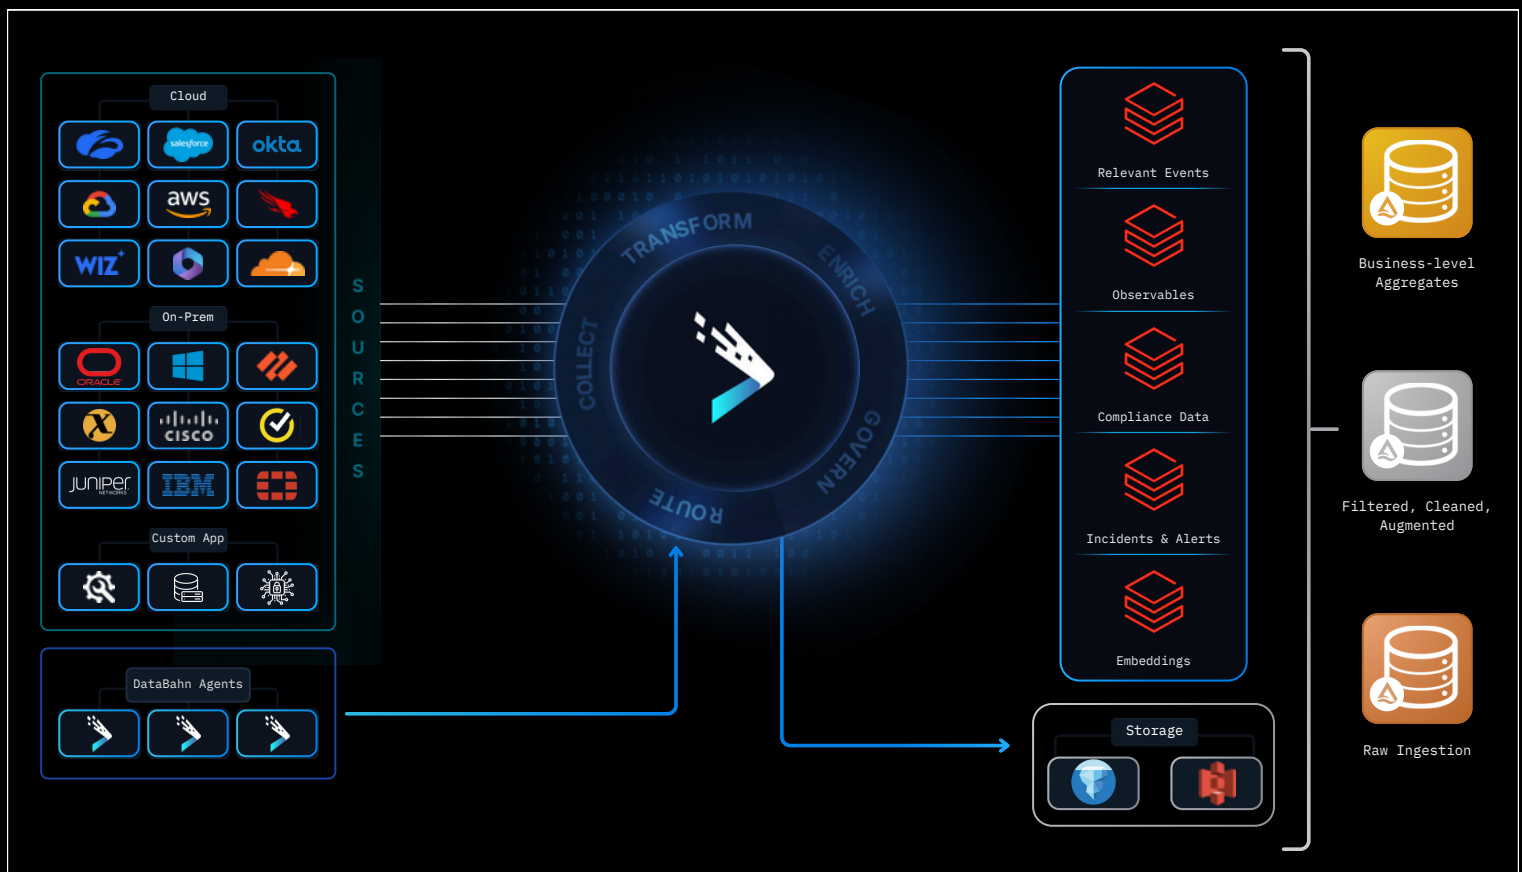 Cloud
salesforce
okta
aws
WIZ
On-Prem
ORACLE
CISCO
JUNIPER
NETWORKS
IBM
Custom App
DataBahn Agents
SOURCES
COLLECT
TRANSFORM
ENRICH
GOVERN
ROUTE
Relevant Events
Observables
Compliance Data
Incidents & Alerts
Embeddings
Storage
Business-level
Aggregates
Filtered, Cleaned,
Augmented
Raw Ingestion